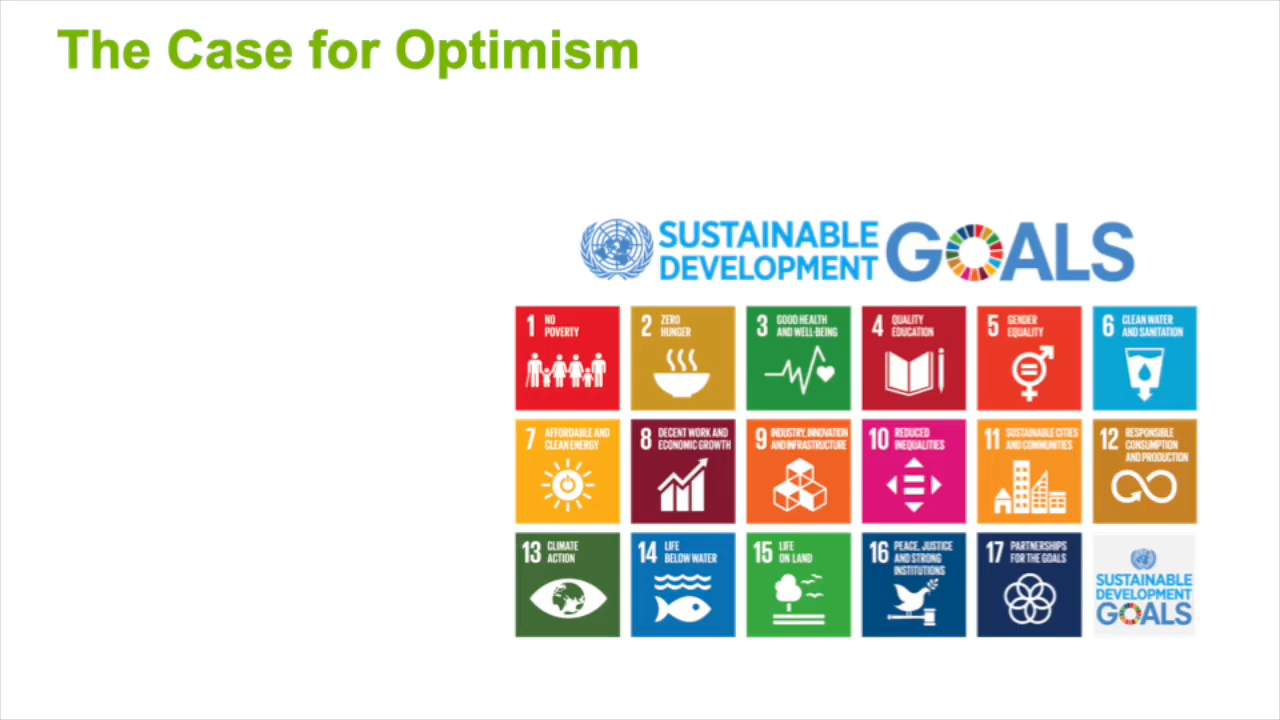 The Case for Optimism
SUSTAINABLE
DEVELOPMENT
GOALS
1 NO
POVERTY
2 ZERO
HUNGER
3 GOOD HEALTH
AND WELL-BEING
4 QUALITY
EDUCATION
5 GENDER
EQUALITY
6 CLEAN WATER
AND SANITATION
7 AFFORDABLE AND
CLEAN ENERGY
8 DECENT WORK AND
ECONOMIC GROWTH
9 INDUSTRY, INNOVATION
AND INFRASTRUCTURE
10 REDUCED
INEQUALITIES
11 SUSTAINABLE CITIES
AND COMMUNITIES
12 RESPONSIBLE
CONSUMPTION
AND PRODUCTION
13 CLIMATE
ACTION
14 LIFE
BELOW WATER
15 LIFE
ON LAND
16 PEACE, JUSTICE
AND STRONG
INSTITUTIONS
17 PARTNERSHIPS
FOR THE GOALS
SUSTAINABLE
DEVELOPMENT
GOALS